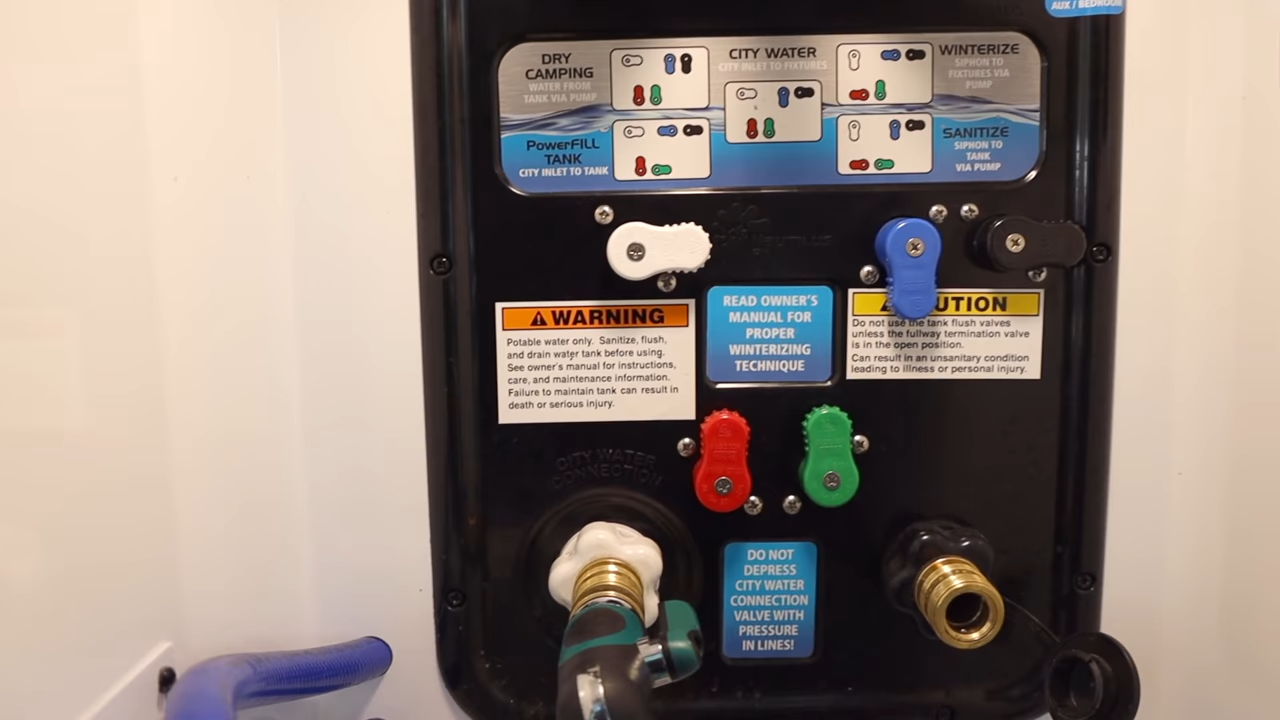 AUX / BEDROOM
DRY
CAMPING
WATER FROM
TANK VIA PUMP
CITY WATER
CITY INLET TO FIXTURES
WINTERIZE
SIPHON TO
FIXTURES VIA
PUMP
PowerFILL
TANK
CITY INLET TO TANK
SANITIZE
SIPHON TO
TANK
VIA PUMP
NAUTILUS
WARNING
Potable water only. Sanitize, flush,
and drain water tank before using.
See owner's manual for instructions,
care, and maintenance information.
Failure to maintain tank can result in
death or serious injury.
READ OWNER'S
MANUAL FOR
PROPER
WINTERIZING
TECHNIQUE
UTION
Do not use the tank flush valves
unless the fullway termination valve
is in the open position.
Can result in an unsanitary condition
leading to illness or personal injury.
CITY WATER
CONNECTION
DO NOT
DEPRESS
CITY WATER
CONNECTION
VALVE WITH
PRESSURE
IN LINES!